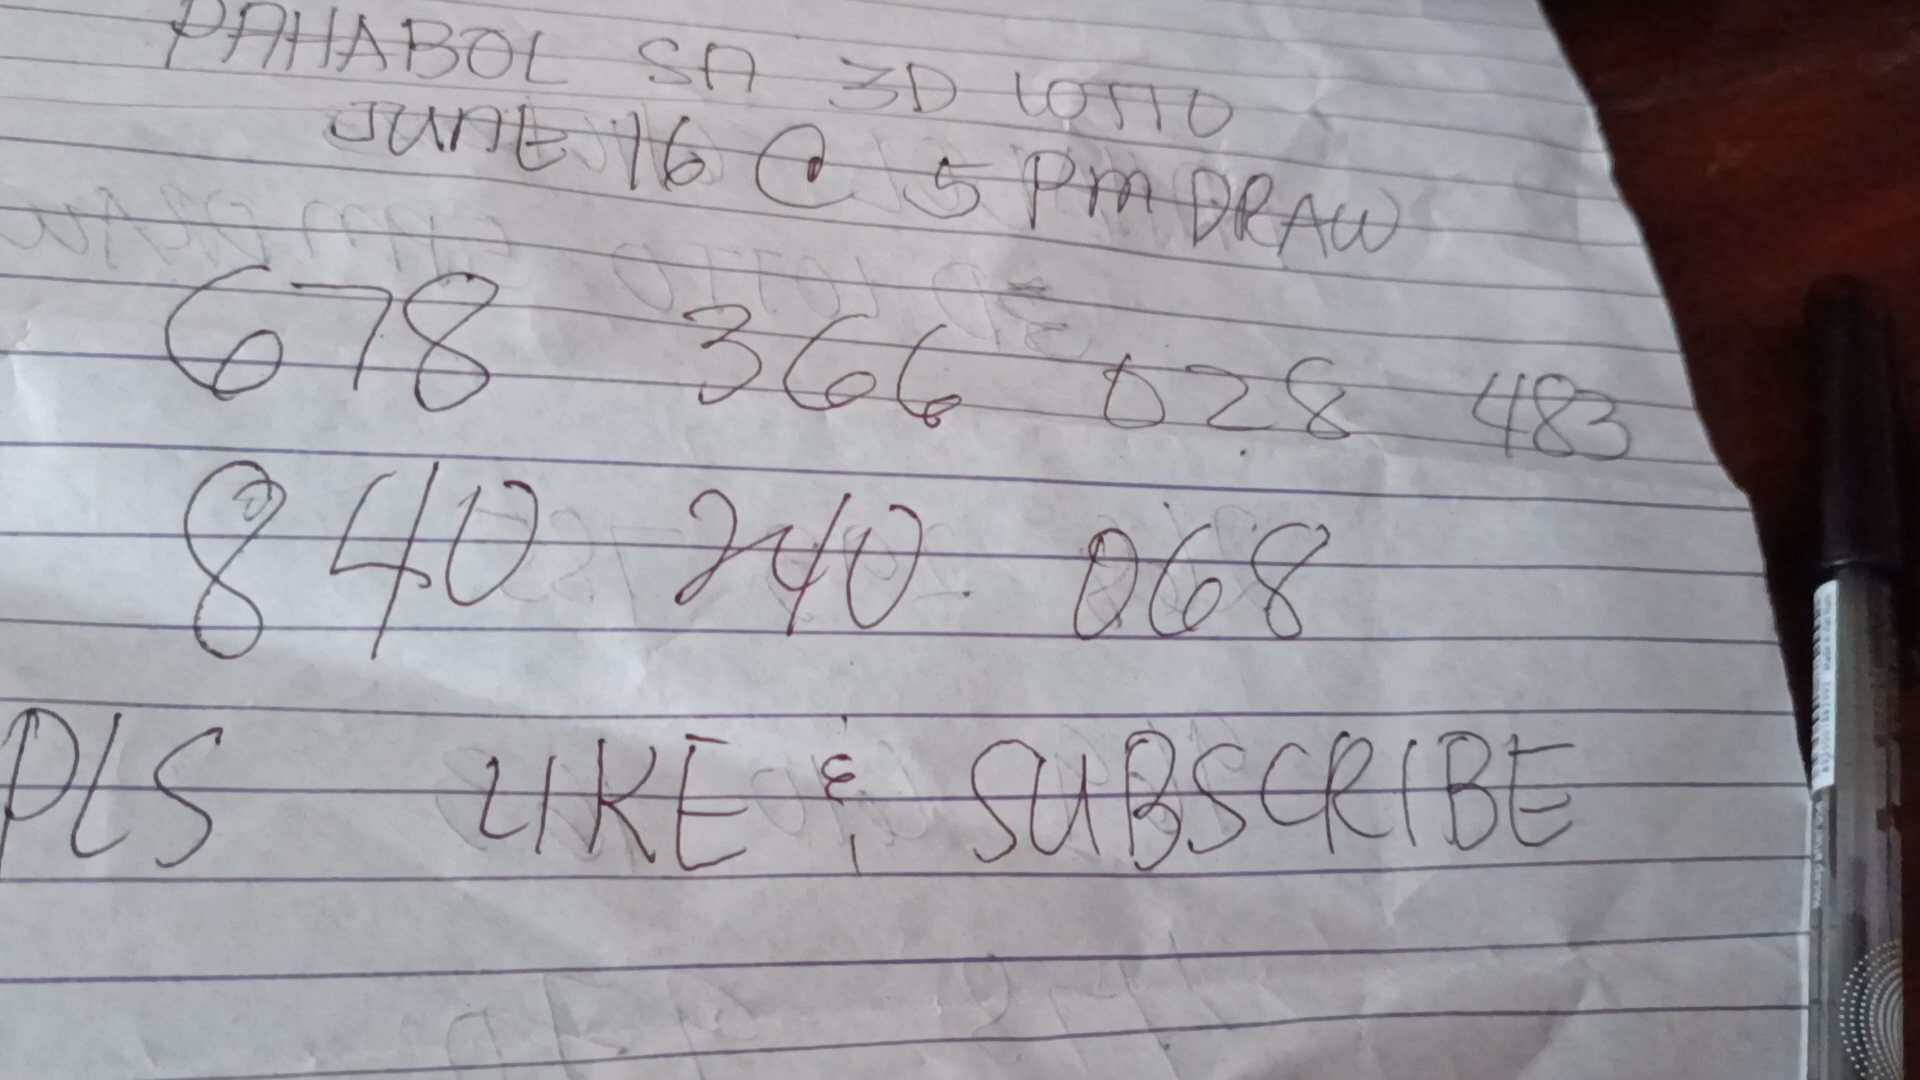 PAHABOL SA 3D LOTTO
JUNE 16 @ 5 PM DRAW
678 366 028 483
840 240 068
PLS LIKE & SUBSCRIBE